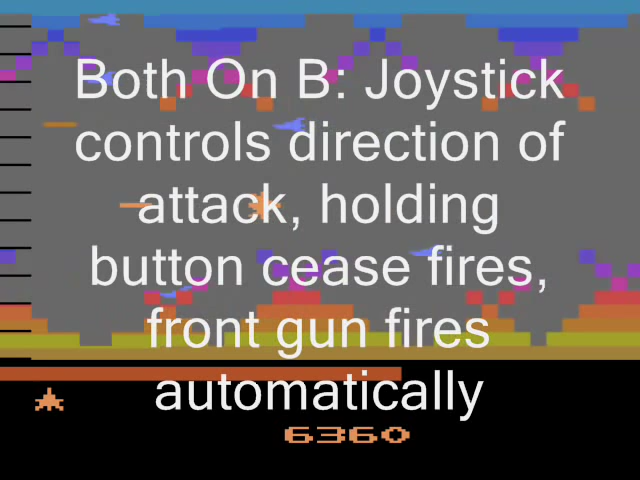 Both On B: Joystick
controls direction of
attack, holding
button cease fires,
front gun fires
automatically
6360